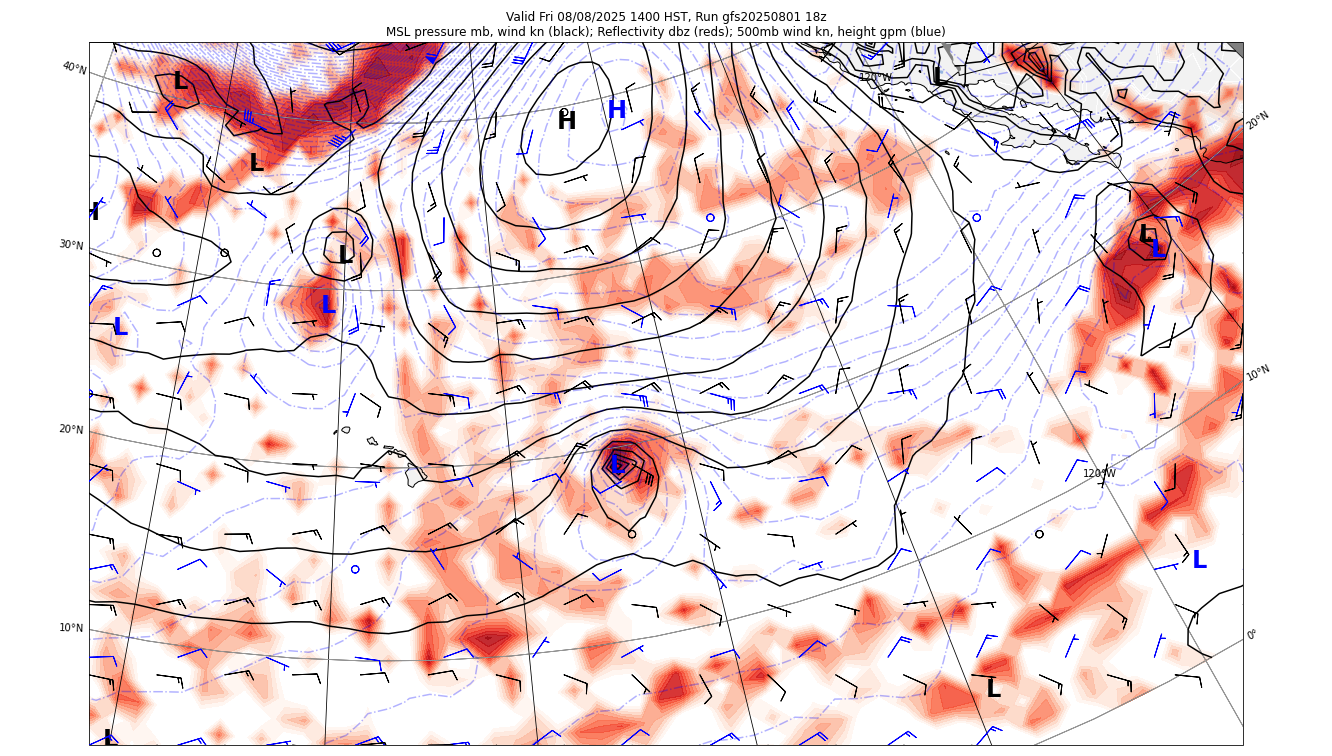 Valid Fri 08/08/2025 1400 HST, Run gfs20250801 18z
MSL pressure mb, wind kn (black); Reflectivity dbz (reds); 500mb wind kn, height gpm (blue)
40°N
L
120°W
L
H
H
20°N
L
H
30°N
L
L
L
L
L
10°N
20°N
L
120°W
L
10°N
0°
L
L